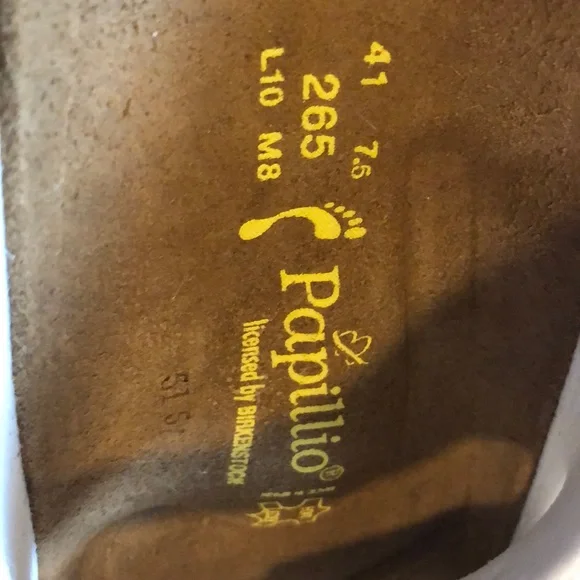 41 7.5
265
L10 M8
Papillio®
licensed by BIRKENSTOCK